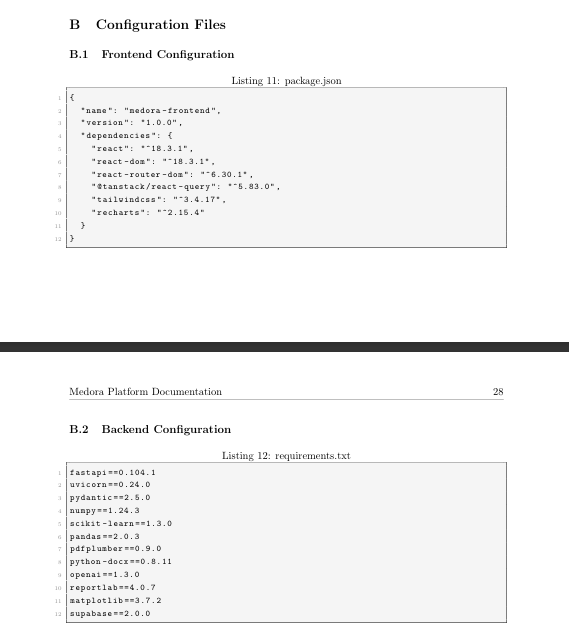 B Configuration Files
B.1 Frontend Configuration
Listing 11: package.json
1 {
2 "name": "medora-frontend",
3 "version": "1.0.0",
4 "dependencies": {
5 "react": "^18.3.1",
6 "react-dom": "^18.3.1",
7 "react-router-dom": "^6.30.1",
8 "@tanstack/react-query": "^5.83.0",
9 "tailwindcss": "^3.4.17",
10 "recharts": "^2.15.4"
11 }
12 }
Medora Platform Documentation 28
B.2 Backend Configuration
Listing 12: requirements.txt
1 fastapi==0.104.1
2 uvicorn==0.24.0
3 pydantic==2.5.0
4 numpy==1.24.3
5 scikit-learn==1.3.0
6 pandas==2.0.3
7 pdfplumber==0.9.0
8 python-docx==0.8.11
9 openai==1.3.0
10 reportlab==4.0.7
11 matplotlib==3.7.2
12 supabase==2.0.0